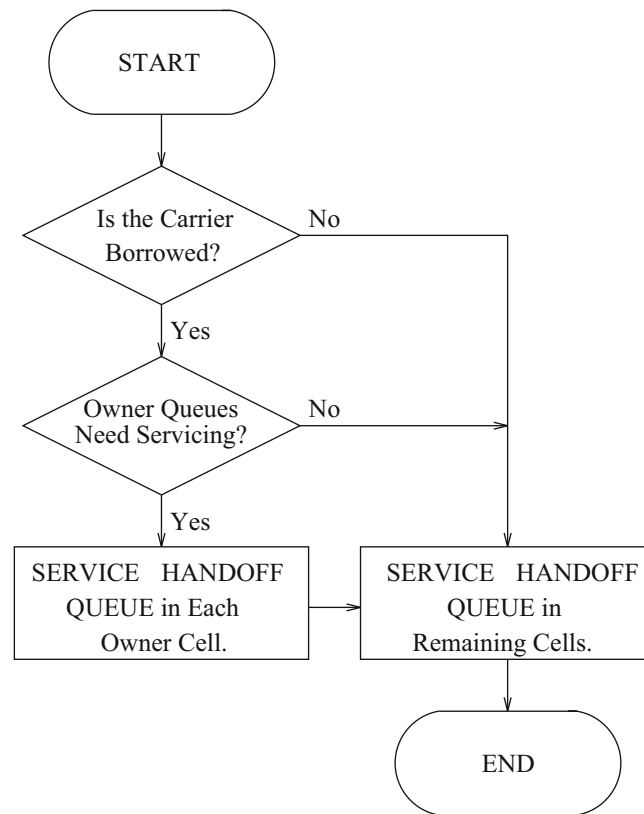 START
Is the Carrier
Borrowed?
No
Yes
Owner Queues
Need Servicing?
No
Yes
SERVICE HANDOFF
QUEUE in Each
Owner Cell.
SERVICE HANDOFF
QUEUE in
Remaining Cells.
END